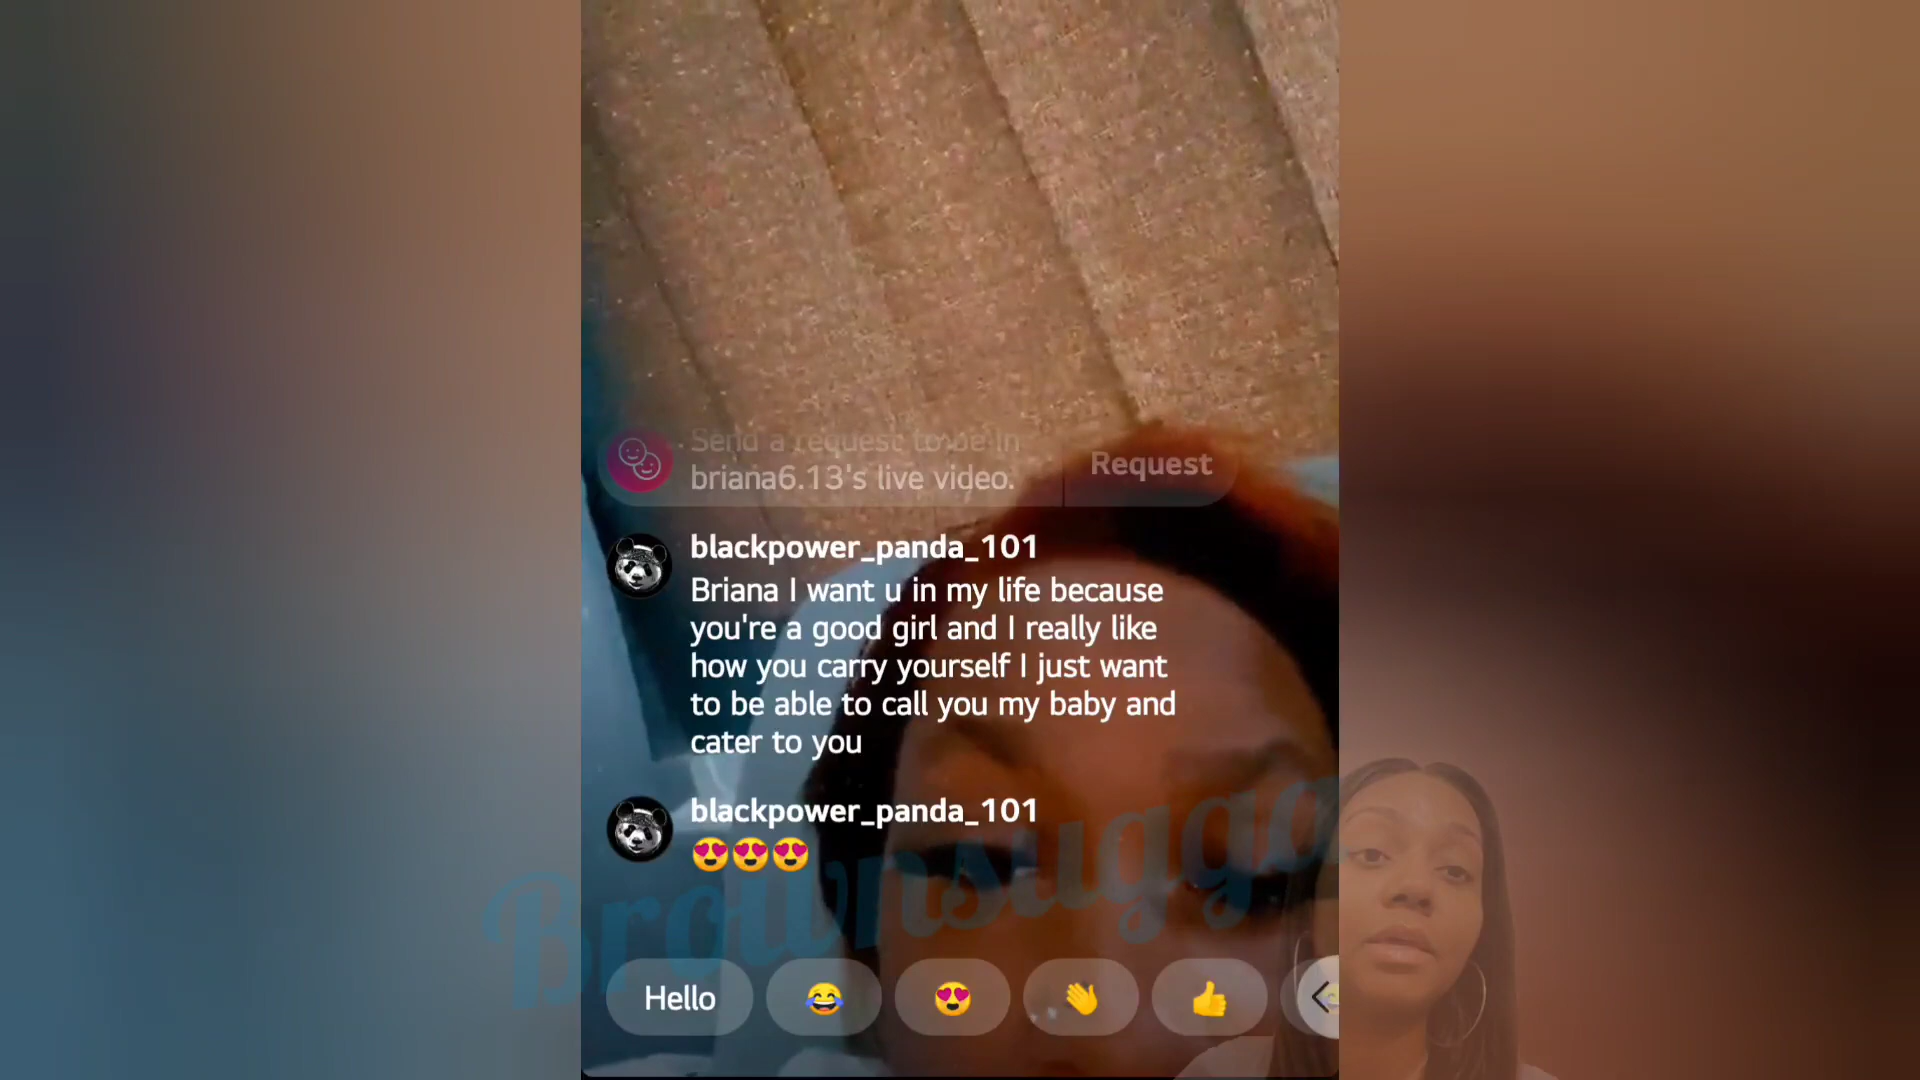 Send a request to be in
briana6.13's live video.
Request
blackpower_panda_101
Briana I want u in my life because
you're a good girl and I really like
how you carry yourself I just want
to be able to call you my baby and
cater to you
blackpower_panda_101
😍😍😍
Brownsugga
Hello 😂 😍 👋 👍